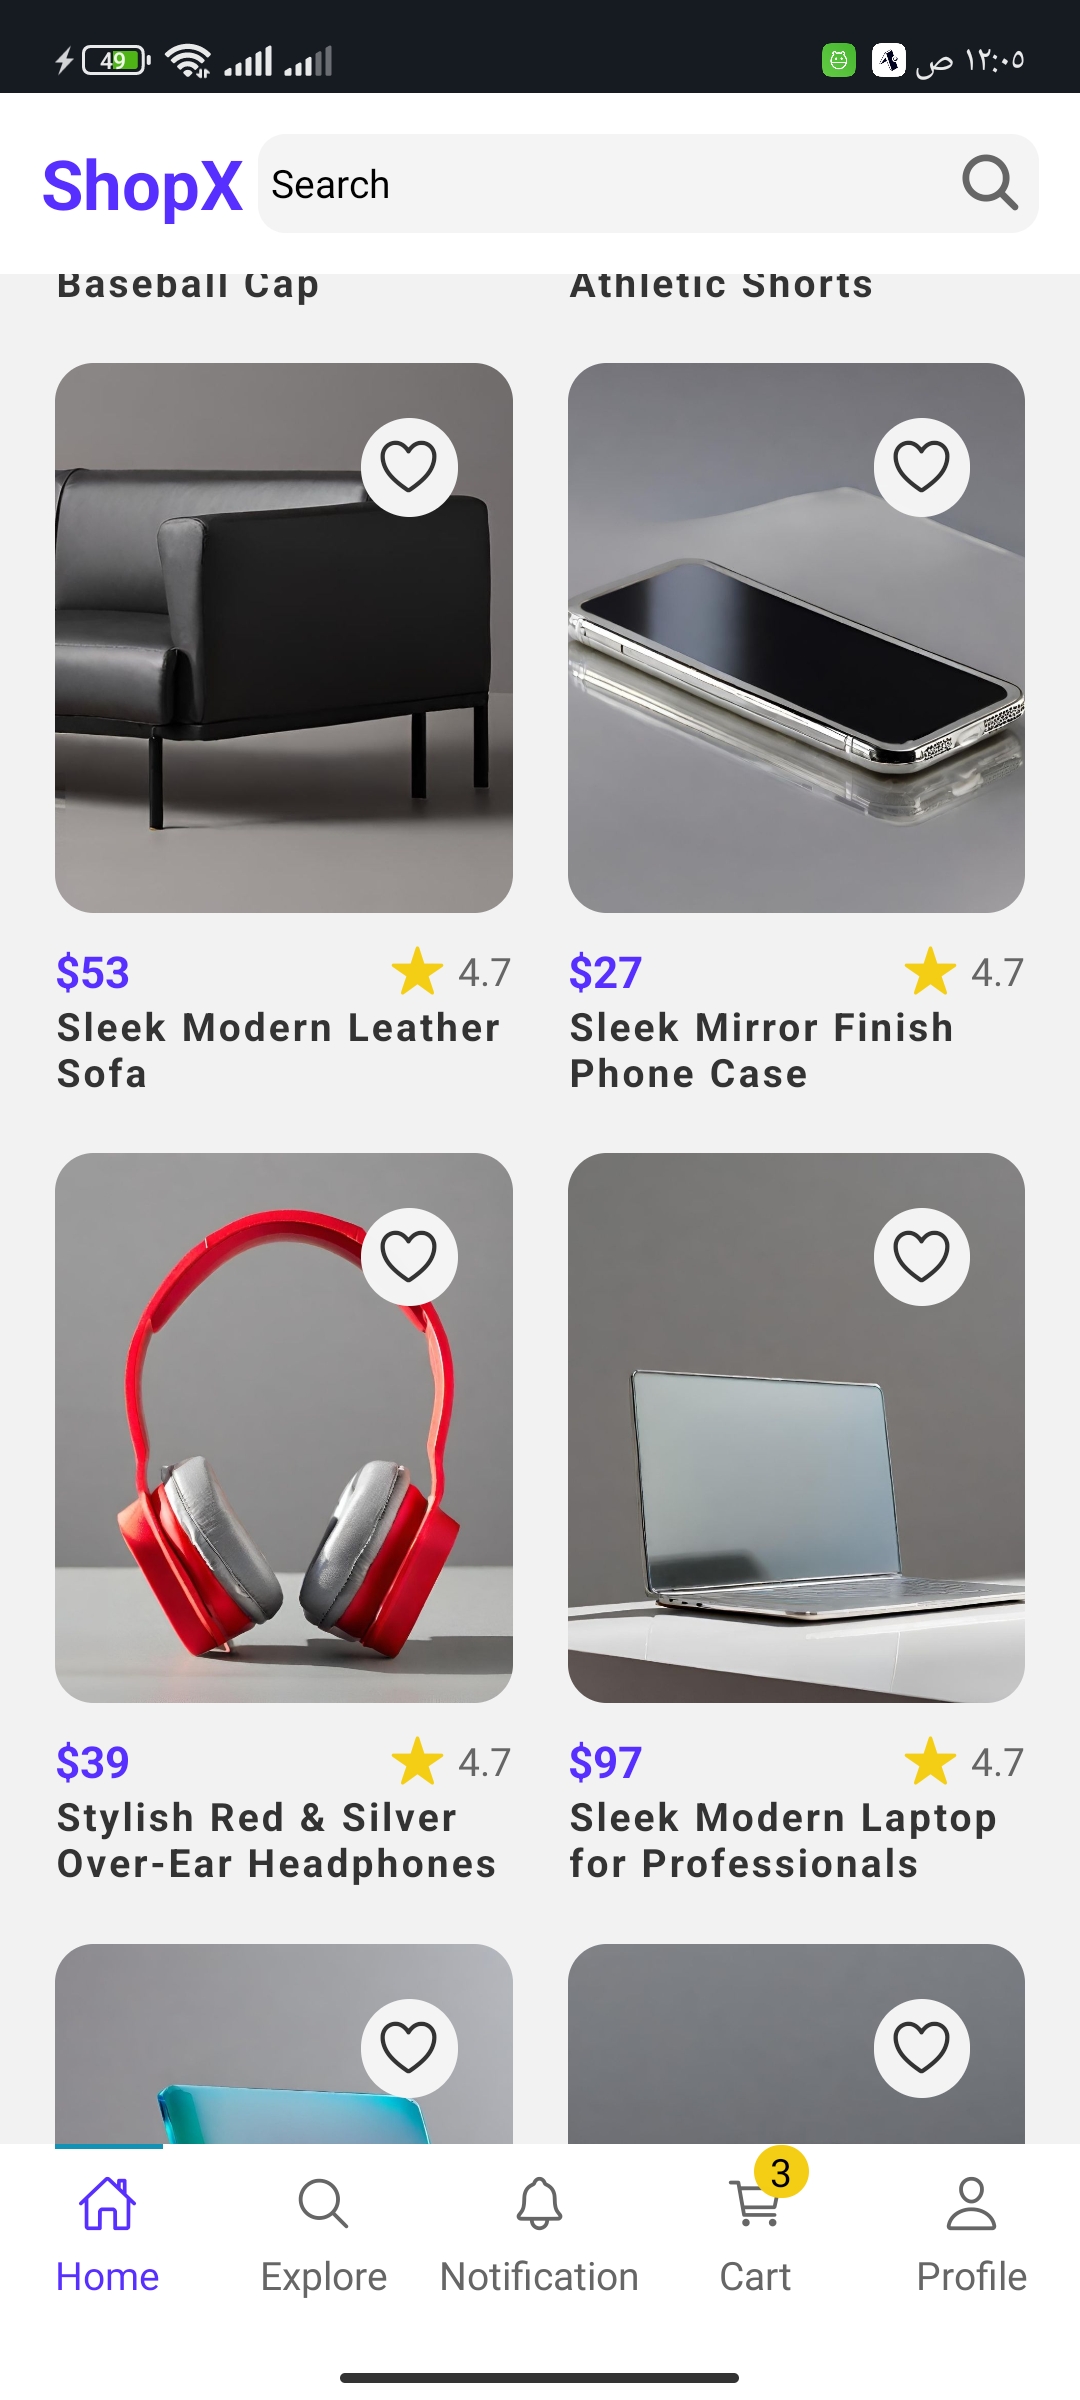 49
ص ١٢:٠٥
ShopX
Search
Baseball Cap
Athletic Shorts
$53
4.7
Sleek Modern Leather
Sofa
$27
4.7
Sleek Mirror Finish
Phone Case
$39
4.7
Stylish Red & Silver
Over-Ear Headphones
$97
4.7
Sleek Modern Laptop
for Professionals
3
Home
Explore
Notification
Cart
Profile